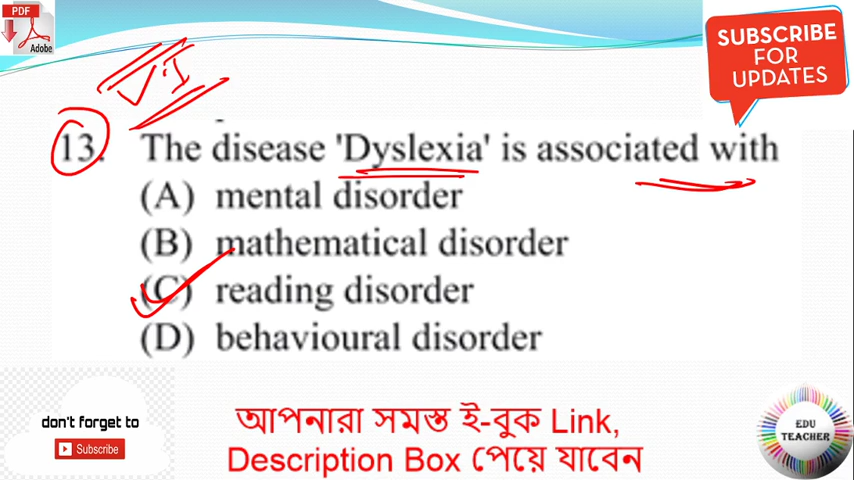 PDF
Adobe
SUBSCRIBE
FOR
UPDATES
VI
13. The disease 'Dyslexia' is associated with
(A) mental disorder
(B) mathematical disorder
(C) reading disorder
(D) behavioural disorder
don't forget to
Subscribe
আপনারা সমস্ত ই-বুক Link,
Description Box পেয়ে যাবেন
EDU
TEACHER